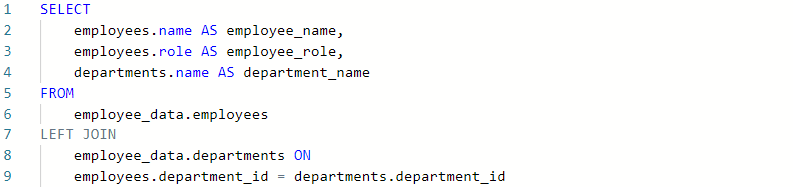 1 SELECT
2     employees.name AS employee_name,
3     employees.role AS employee_role,
4     departments.name AS department_name
5 FROM
6     employee_data.employees
7 LEFT JOIN
8     employee_data.departments ON
9     employees.department_id = departments.department_id